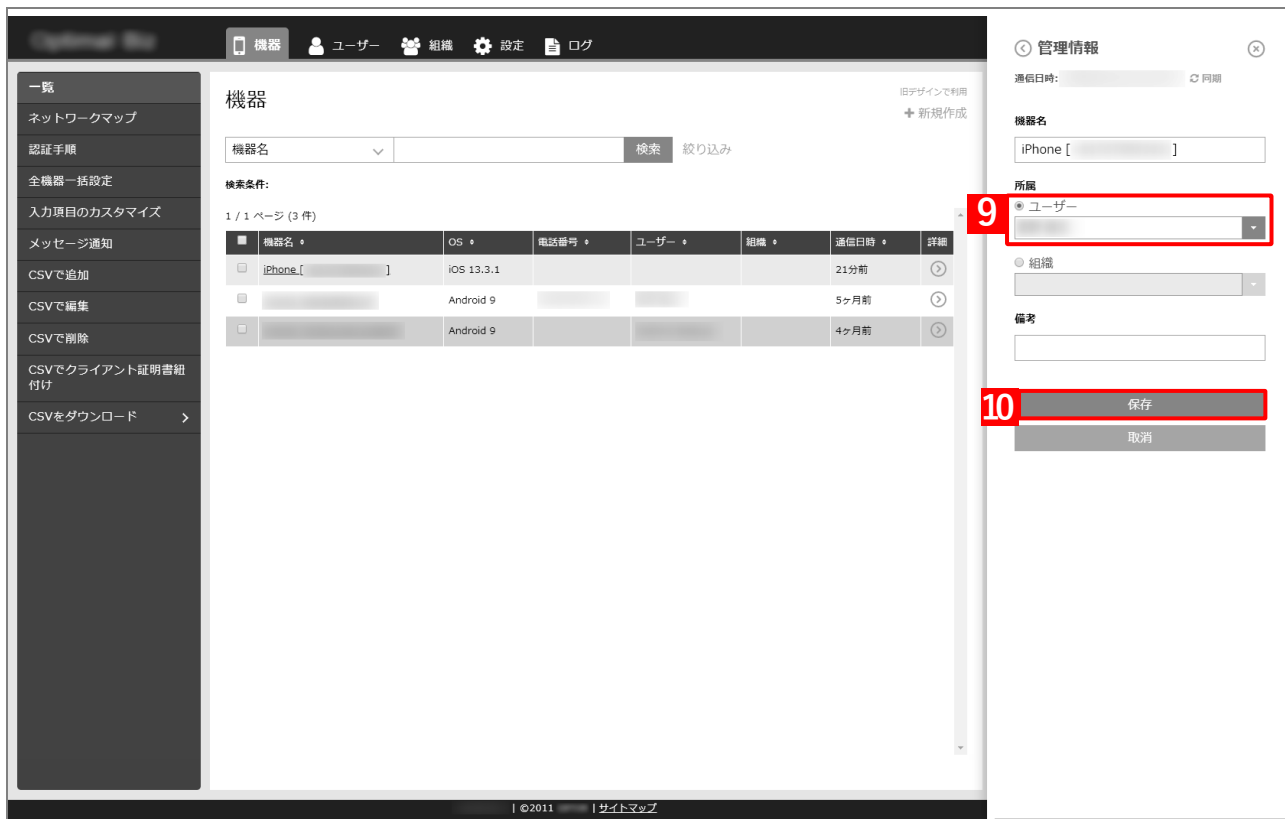 機器 ユーザー 組織 設定 ログ
一覧
ネットワークマップ
認証手順
全機器一括設定
入力項目のカスタマイズ
メッセージ通知
CSVで追加
CSVで編集
CSVで削除
CSVでクライアント証明書紐
付け
CSVをダウンロード
機器
旧デザインで利用
新規作成
機器名 検索 絞り込み
検索条件:
1 / 1 ページ (3 件)
機器名 OS 電話番号 ユーザー 組織 通信日時 詳細
iPhone [ ] iOS 13.3.1 21分前
Android 9 5ヶ月前
Android 9 4ヶ月前
| ©2011 | サイトマップ
管理情報
通信日時: 同期
機器名
iPhone [ ]
所属
9
ユーザー
組織
備考
10
保存
取消